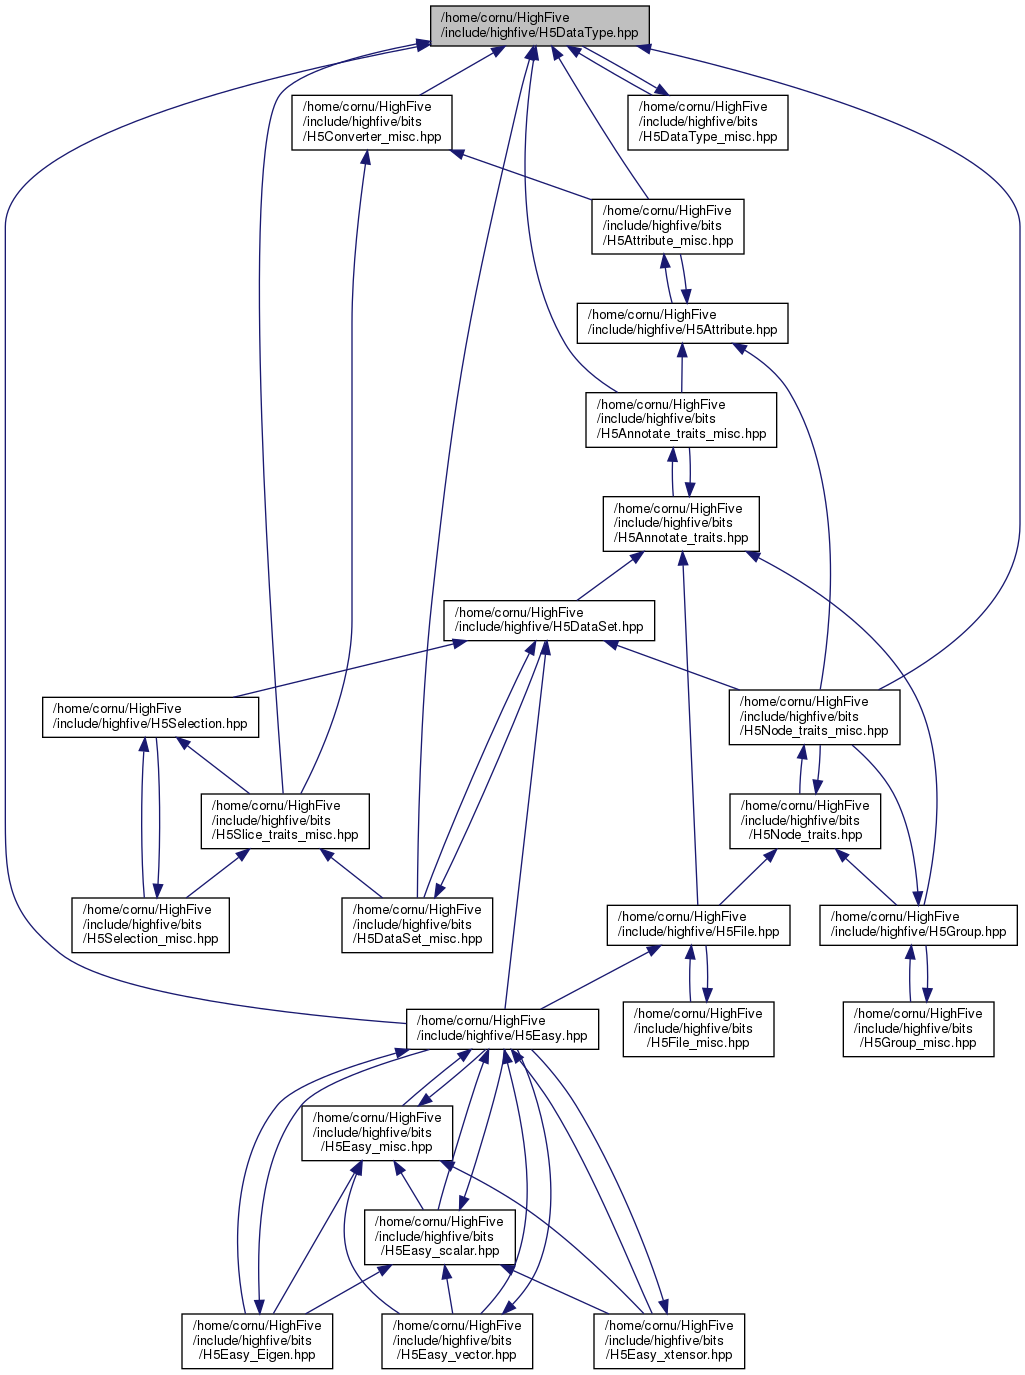 /home/cornu/HighFive
/include/highfive/H5DataType.hpp
/home/cornu/HighFive
/include/highfive/bits
/H5Converter_misc.hpp
/home/cornu/HighFive
/include/highfive/bits
/H5DataType_misc.hpp
/home/cornu/HighFive
/include/highfive/bits
/H5Attribute_misc.hpp
/home/cornu/HighFive
/include/highfive/H5Attribute.hpp
/home/cornu/HighFive
/include/highfive/bits
/H5Annotate_traits_misc.hpp
/home/cornu/HighFive
/include/highfive/bits
/H5Annotate_traits.hpp
/home/cornu/HighFive
/include/highfive/H5DataSet.hpp
/home/cornu/HighFive
/include/highfive/H5Selection.hpp
/home/cornu/HighFive
/include/highfive/bits
/H5Node_traits_misc.hpp
/home/cornu/HighFive
/include/highfive/bits
/H5Slice_traits_misc.hpp
/home/cornu/HighFive
/include/highfive/bits
/H5Node_traits.hpp
/home/cornu/HighFive
/include/highfive/bits
/H5Selection_misc.hpp
/home/cornu/HighFive
/include/highfive/bits
/H5DataSet_misc.hpp
/home/cornu/HighFive
/include/highfive/H5File.hpp
/home/cornu/HighFive
/include/highfive/H5Group.hpp
/home/cornu/HighFive
/include/highfive/H5Easy.hpp
/home/cornu/HighFive
/include/highfive/bits
/H5File_misc.hpp
/home/cornu/HighFive
/include/highfive/bits
/H5Group_misc.hpp
/home/cornu/HighFive
/include/highfive/bits
/H5Easy_misc.hpp
/home/cornu/HighFive
/include/highfive/bits
/H5Easy_scalar.hpp
/home/cornu/HighFive
/include/highfive/bits
/H5Easy_Eigen.hpp
/home/cornu/HighFive
/include/highfive/bits
/H5Easy_vector.hpp
/home/cornu/HighFive
/include/highfive/bits
/H5Easy_xtensor.hpp